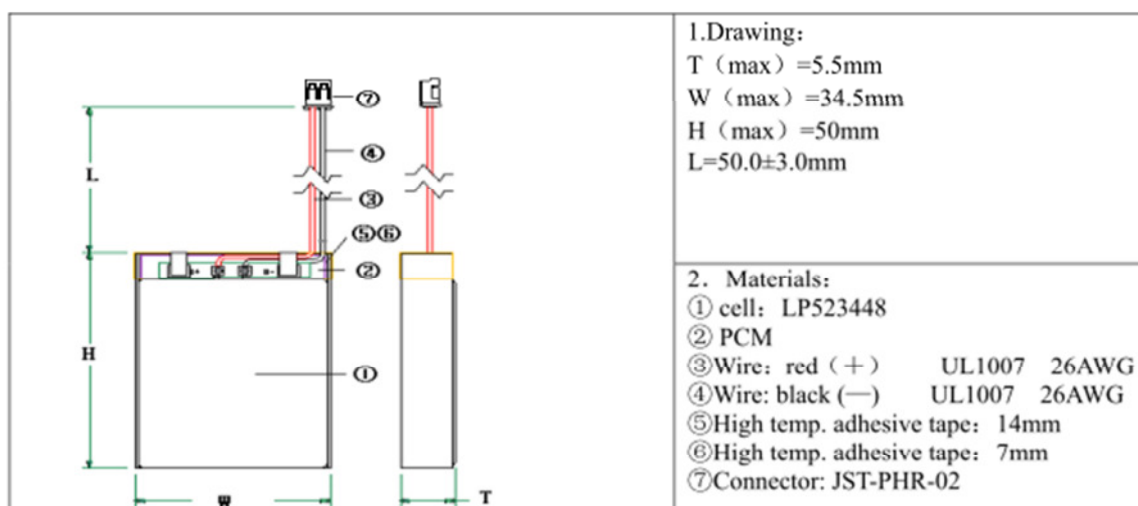 ⑦
④
L
③
⑤⑥
②
B+
B-
H
①
W
T
1.Drawing：
T（max）=5.5mm
W（max）=34.5mm
H（max）=50mm
L=50.0±3.0mm
2. Materials：
① cell：LP523448
② PCM
③Wire：red（＋） UL1007 26AWG
④Wire: black (—) UL1007 26AWG
⑤High temp. adhesive tape：14mm
⑥High temp. adhesive tape：7mm
⑦Connector: JST-PHR-02